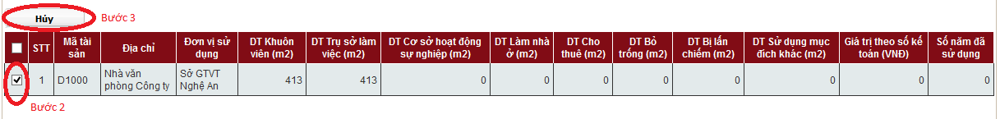 Hủy Bước 3
STT Mã tài sản Địa chỉ Đơn vị sử dụng DT Khuôn viên (m2) DT Trụ sở làm việc (m2) DT Cơ sở hoạt động sự nghiệp (m2) DT Làm nhà ở (m2) DT Cho thuê (m2) DT Bỏ trống (m2) DT Bị lấn chiếm (m2) DT Sử dụng mục đích khác (m2) Giá trị theo số kế toán (VNĐ) Số năm đã sử dụng
1 D1000 Nhà văn phòng Công ty Sở GTVT Nghệ An 413 413 0 0 0 0 0 0 0 0
Bước 2